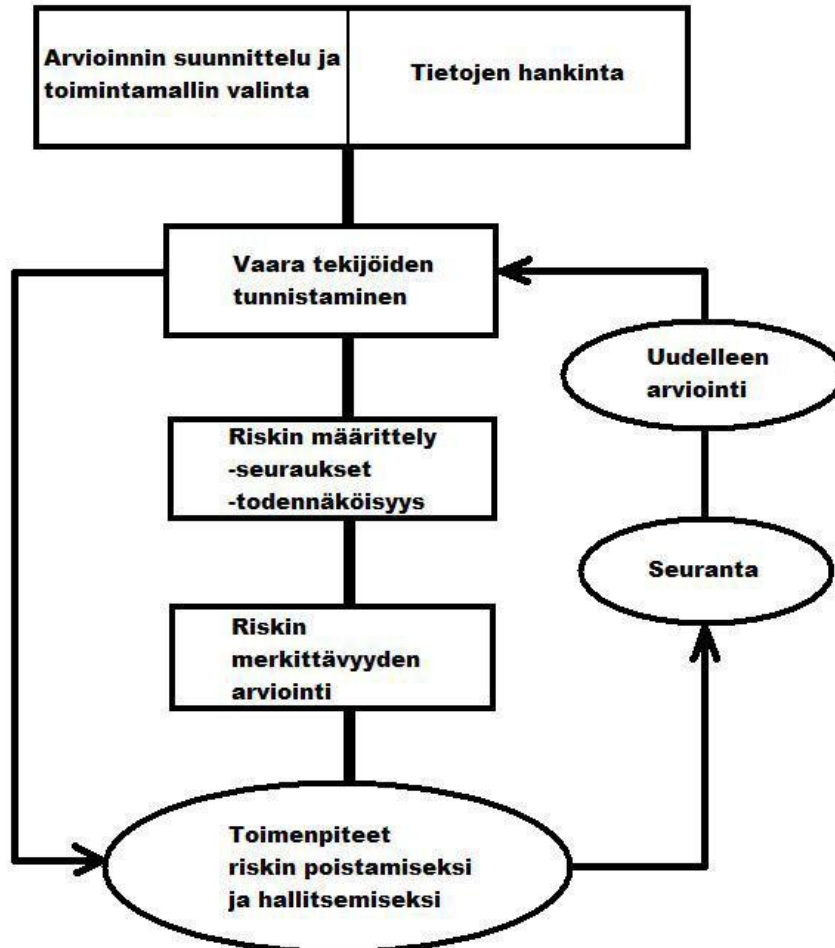 Arvioinnin suunnittelu ja
toimintamallin valinta
Tietojen hankinta
Vaara tekijöiden
tunnistaminen
Uudelleen
arviointi
Riskin määrittely
-seuraukset
-todennäköisyys
Seuranta
Riskin
merkittävyyden
arviointi
Toimenpiteet
riskin poistamiseksi
ja hallitsemiseksi